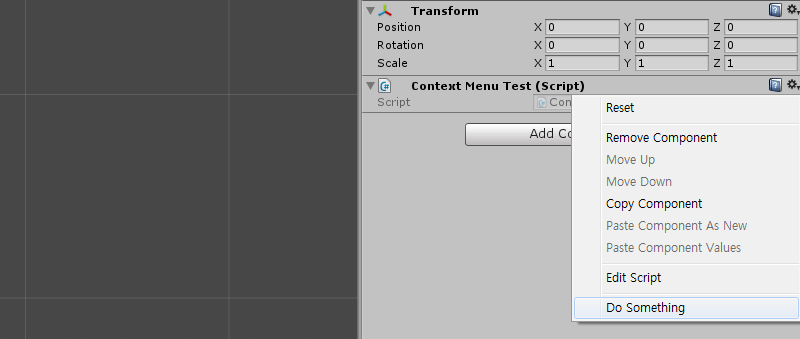 Transform
Position X 0 Y 0 Z 0
Rotation X 0 Y 0 Z 0
Scale X 1 Y 1 Z 1
Context Menu Test (Script)
Script
Add Co
Reset
Remove Component
Move Up
Move Down
Copy Component
Paste Component As New
Paste Component Values
Edit Script
Do Something